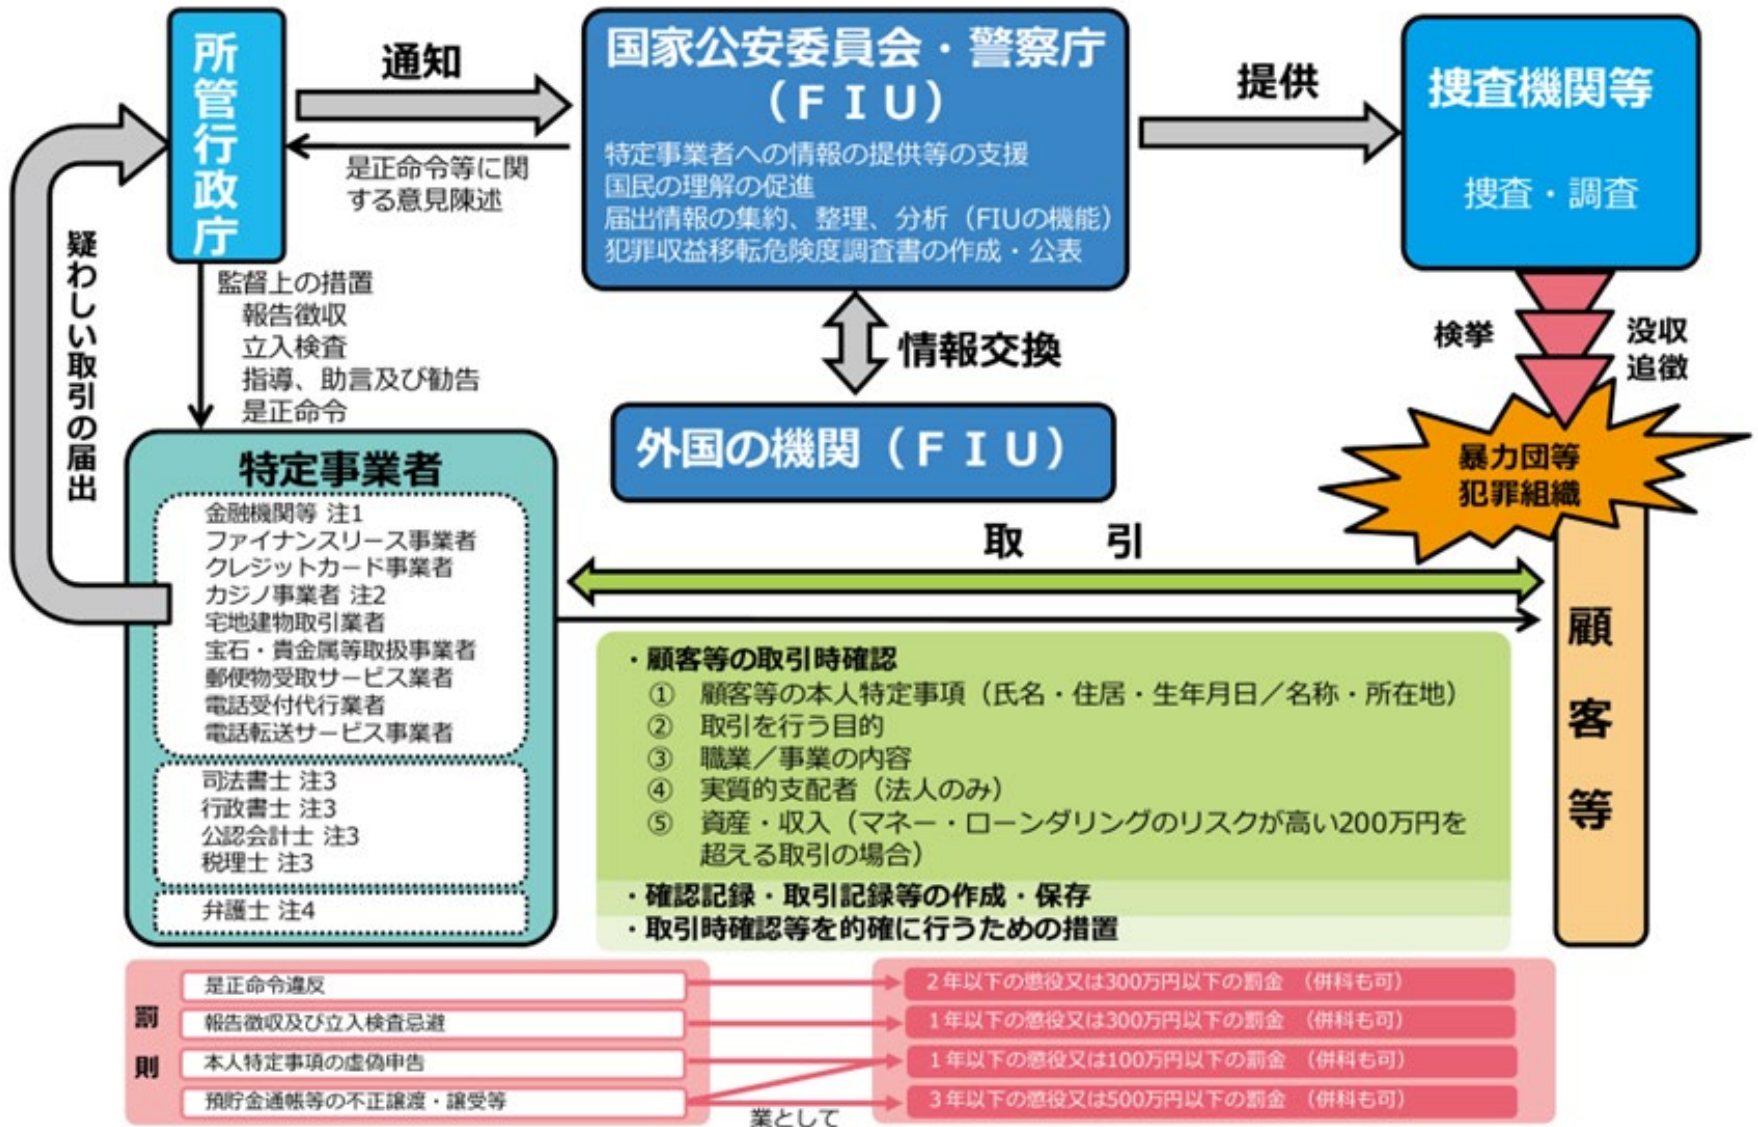 所管行政庁
通知
是正命令等に関
する意見陳述
国家公安委員会・警察庁
（ＦＩＵ）
特定事業者への情報の提供等の支援
国民の理解の促進
届出情報の集約、整理、分析（FIUの機能）
犯罪収益移転危険度調査書の作成・公表
提供
捜査機関等
捜査・調査
疑わしい取引の届出
監督上の措置
報告徴収
立入検査
指導、助言及び勧告
是正命令
情報交換
外国の機関（ＦＩＵ）
検挙
没収
追徴
暴力団等
犯罪組織
特定事業者
金融機関等 注1
ファイナンスリース事業者
クレジットカード事業者
カジノ事業者 注2
宅地建物取引業者
宝石・貴金属等取扱事業者
郵便物受取サービス業者
電話受付代行業者
電話転送サービス事業者
司法書士 注3
行政書士 注3
公認会計士 注3
税理士 注3
弁護士 注4
取　引
顧客等
・顧客等の取引時確認
①　顧客等の本人特定事項（氏名・住居・生年月日／名称・所在地）
②　取引を行う目的
③　職業／事業の内容
④　実質的支配者（法人のみ）
⑤　資産・収入（マネー・ローンダリングのリスクが高い200万円を
超える取引の場合）
・確認記録・取引記録等の作成・保存
・取引時確認等を的確に行うための措置
罰則
是正命令違反
２年以下の懲役又は300万円以下の罰金　（併科も可）
報告徴収及び立入検査忌避
１年以下の懲役又は300万円以下の罰金　（併科も可）
本人特定事項の虚偽申告
１年以下の懲役又は100万円以下の罰金　（併科も可）
預貯金通帳等の不正譲渡・譲受等
業として
３年以下の懲役又は500万円以下の罰金　（併科も可）